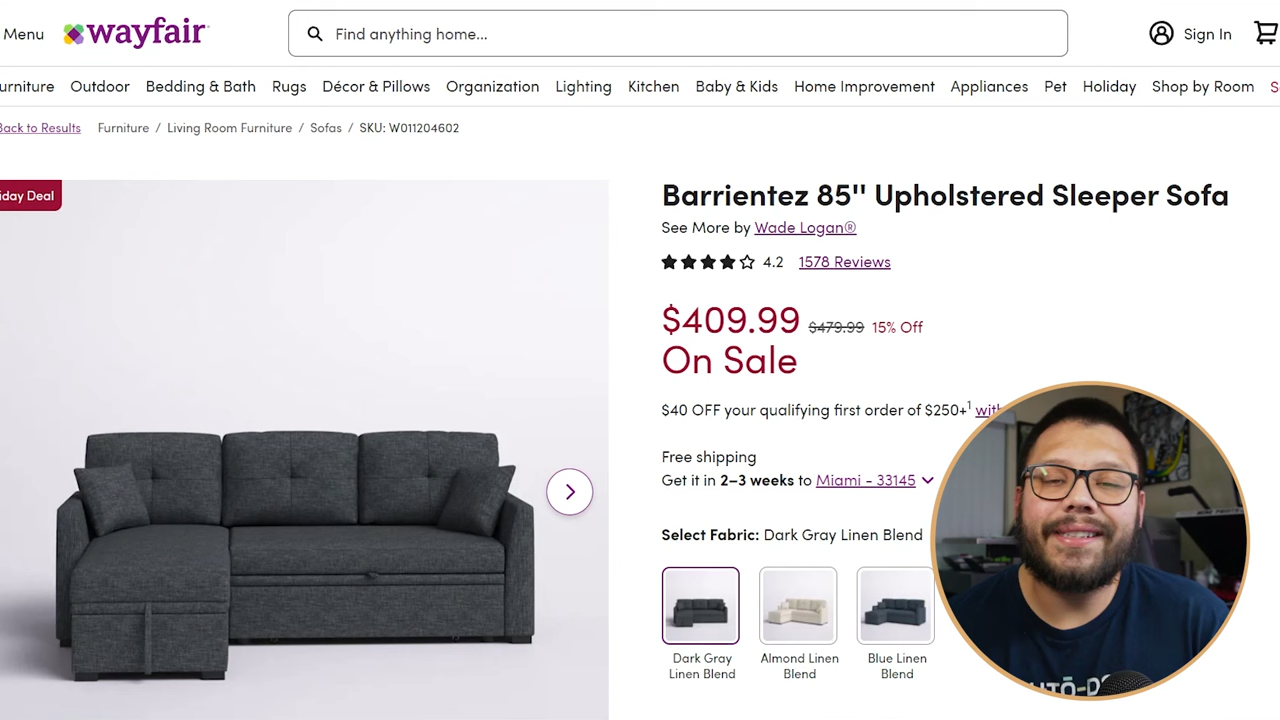 Menu
wayfair
Find anything home...
Sign In
urniture Outdoor Bedding & Bath Rugs Décor & Pillows Organization Lighting Kitchen Baby & Kids Home Improvement Appliances Pet Holiday Shop by Room S
Back to Results Furniture / Living Room Furniture / Sofas / SKU: W011204602
iday Deal
Barrientez 85'' Upholstered Sleeper Sofa
See More by Wade Logan®
4.2 1578 Reviews
$409.99 $479.99 15% Off
On Sale
$40 OFF your qualifying first order of $250+¹ with
Free shipping
Get it in 2–3 weeks to Miami - 33145
Select Fabric: Dark Gray Linen Blend
Dark Gray Linen Blend
Almond Linen Blend
Blue Linen Blend